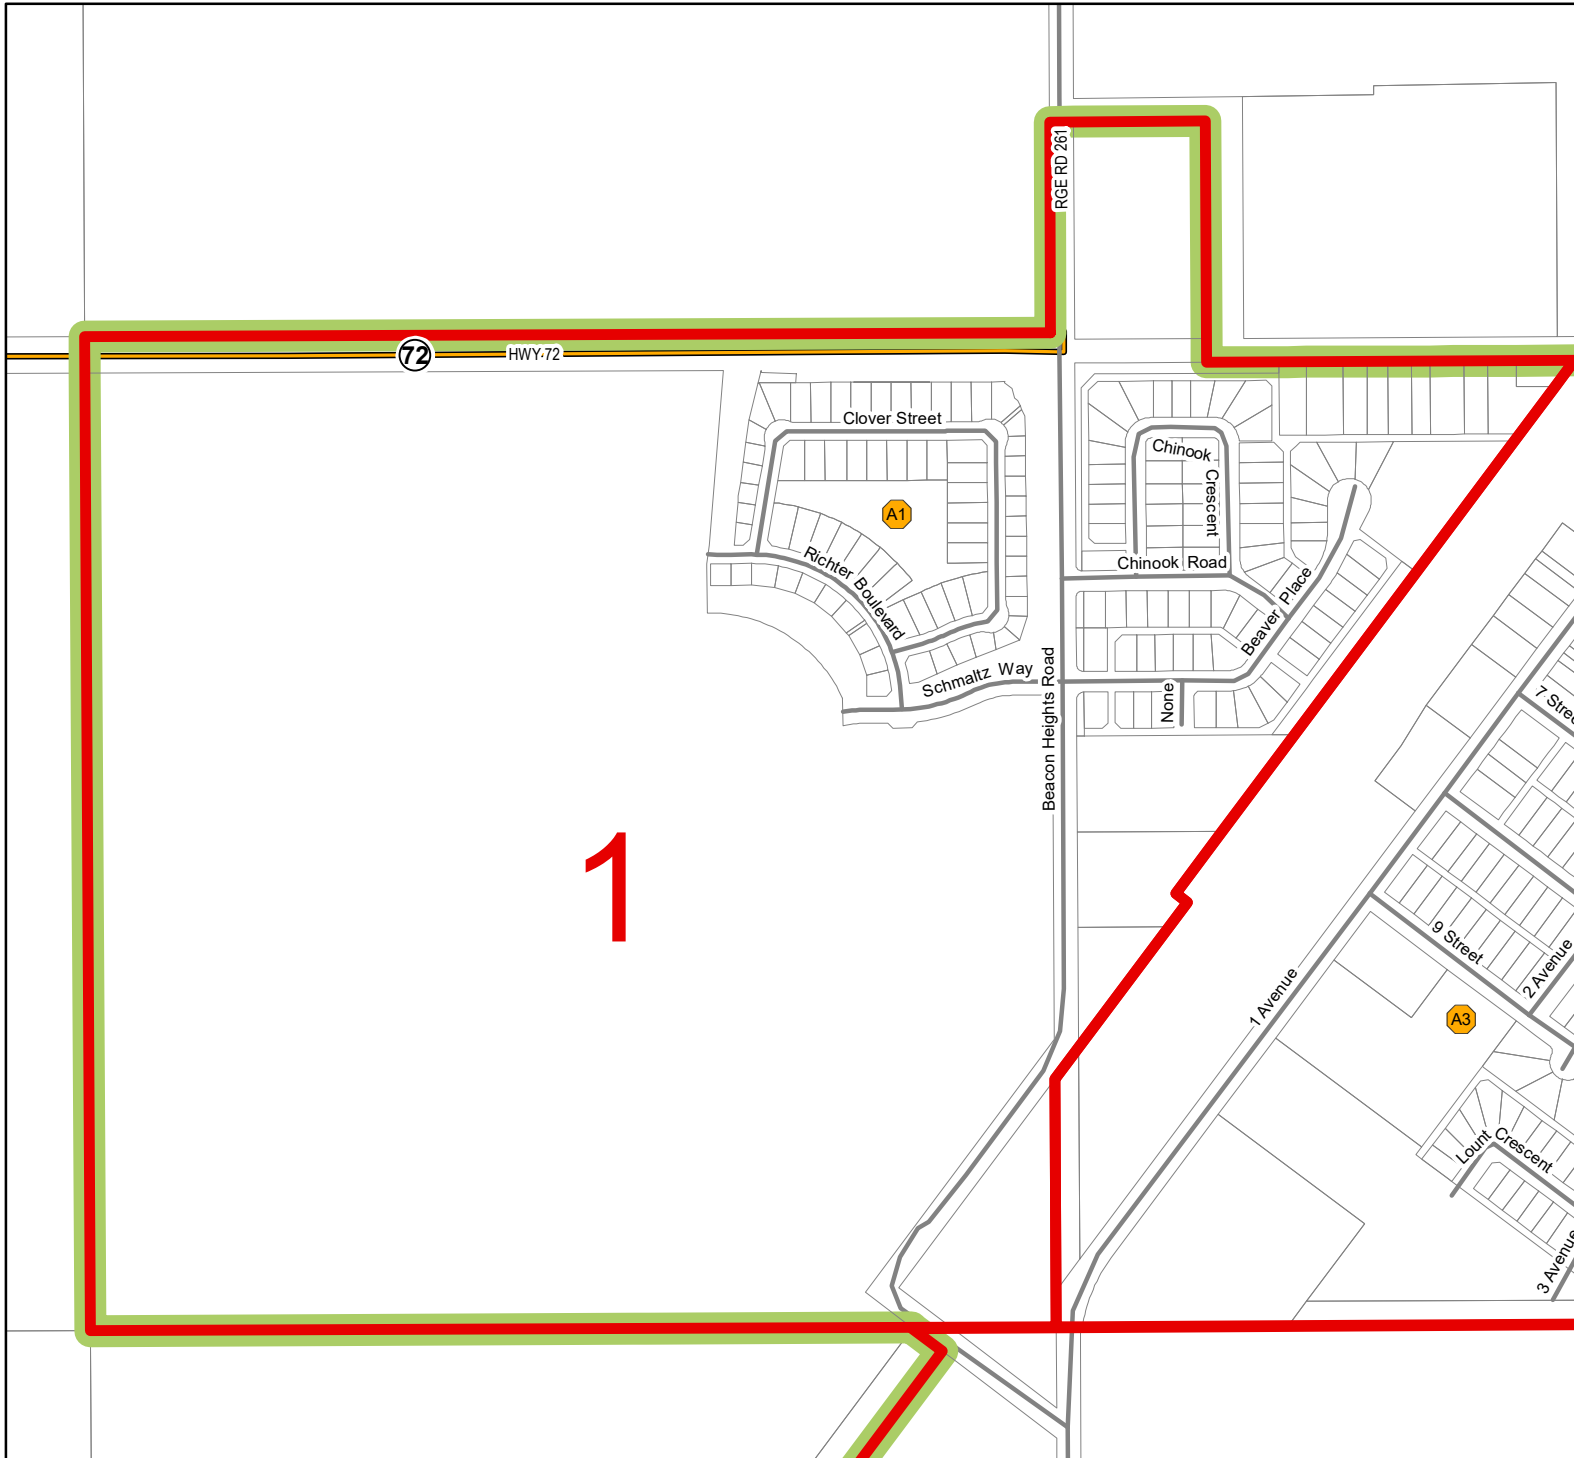 RGE RD 261
72
HWY 72
Clover Street
Chinook
Crescent
A1
Richter Boulevard
Chinook Road
Beaver Place
Schmaltz Way
None
Beacon Heights Road
7 Stree
1
9 Street
2 Avenue
1 Avenue
A3
Lount Crescent
3 Avenue